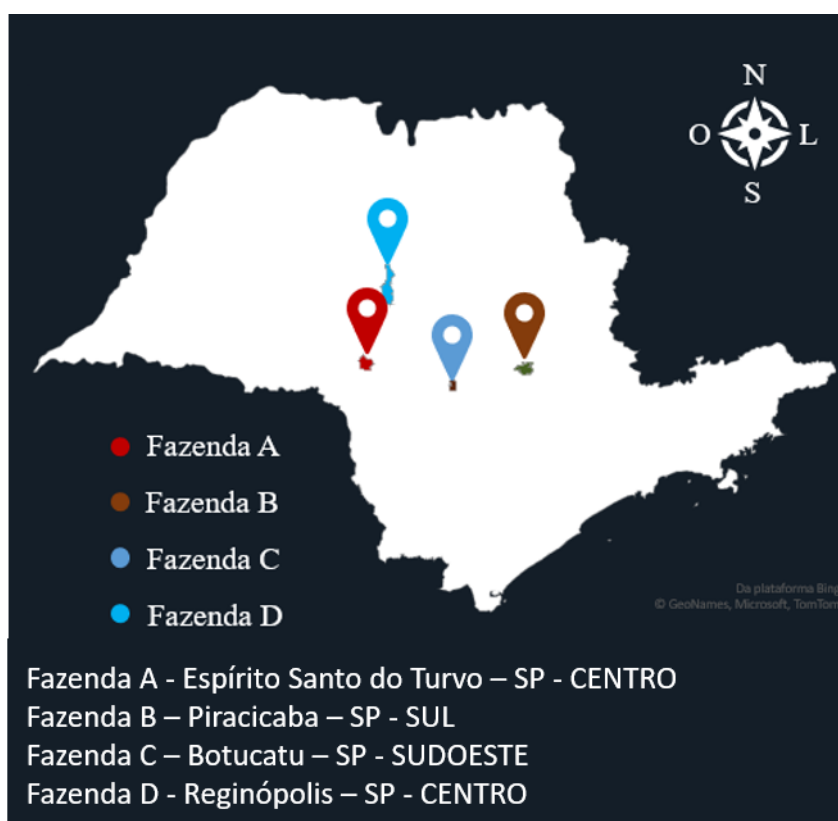 N
O L
S
Fazenda A
Fazenda B
Fazenda C
Fazenda D
Da plataforma Bing
© GeoNames, Microsoft, TomTom
Fazenda A - Espírito Santo do Turvo – SP - CENTRO
Fazenda B – Piracicaba – SP - SUL
Fazenda C – Botucatu – SP - SUDOESTE
Fazenda D - Reginópolis – SP - CENTRO